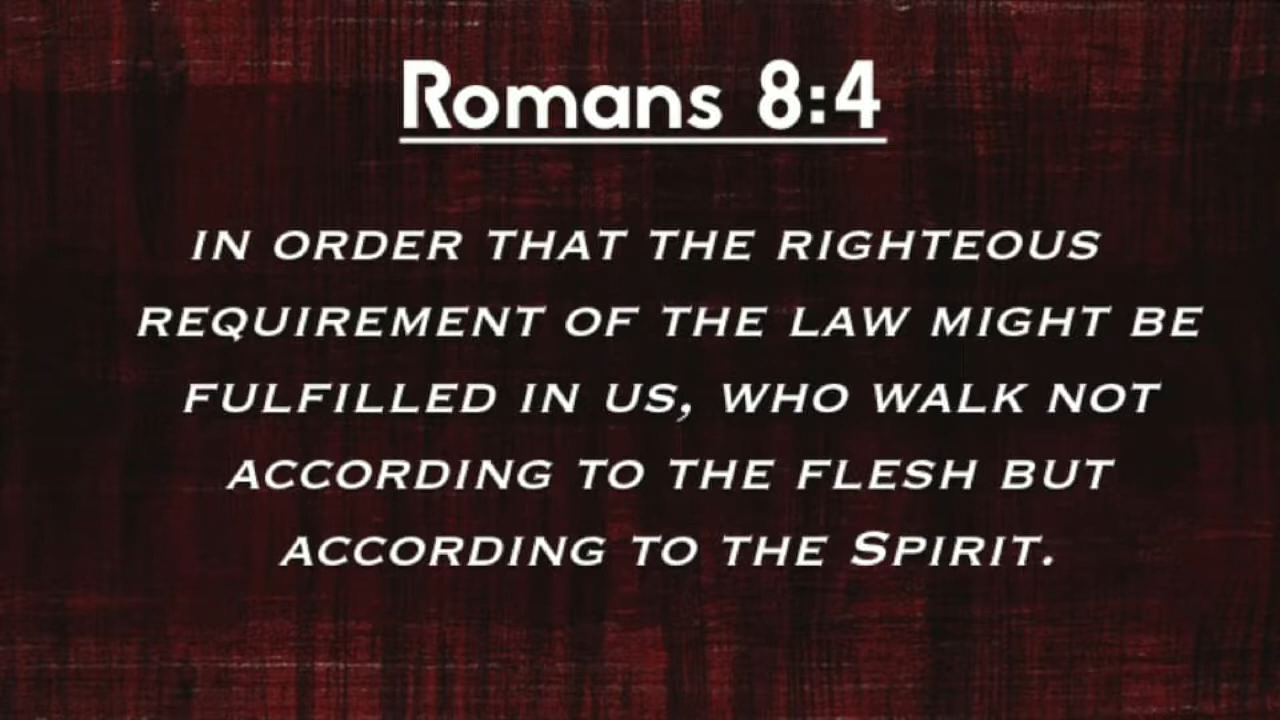 Romans 8:4
IN ORDER THAT THE RIGHTEOUS
REQUIREMENT OF THE LAW MIGHT BE
FULFILLED IN US, WHO WALK NOT
ACCORDING TO THE FLESH BUT
ACCORDING TO THE SPIRIT.